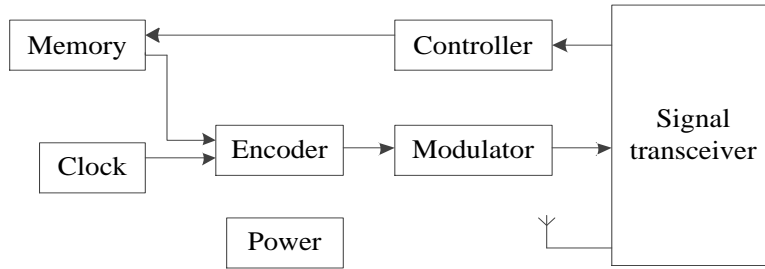 Memory
Controller
Signal
transceiver
Clock
Encoder
Modulator
Power